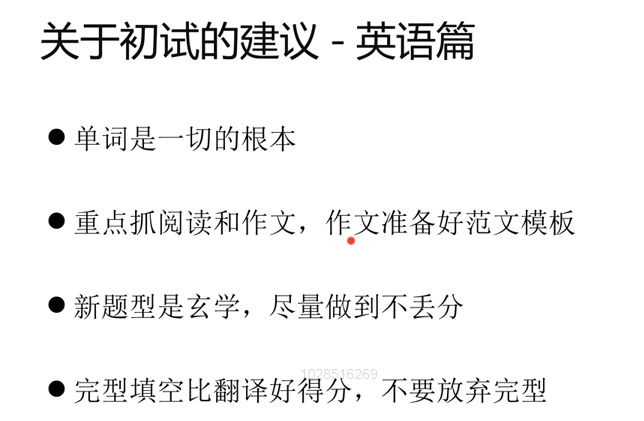 关于初试的建议 - 英语篇
● 单词是一切的根本
● 重点抓阅读和作文，作文准备好范文模板
● 新题型是玄学，尽量做到不丢分
1028516269
● 完型填空比翻译好得分，不要放弃完型